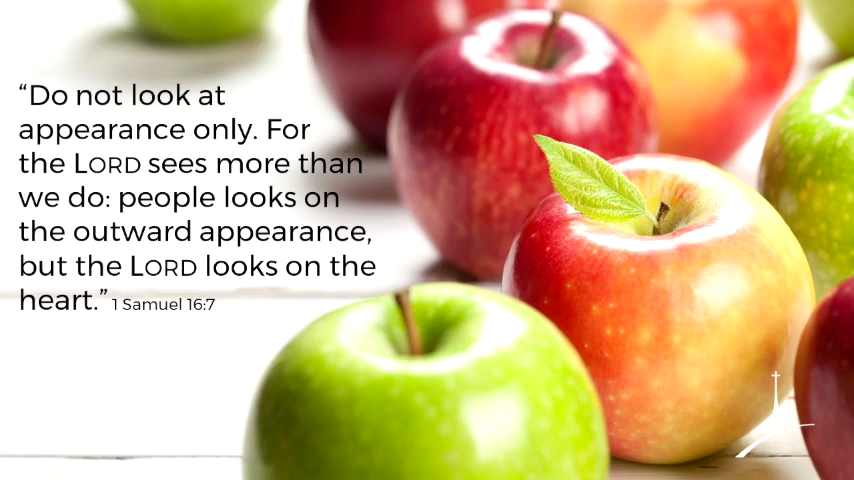 “Do not look at
appearance only. For
the LORD sees more than
we do: people looks on
the outward appearance,
but the LORD looks on the
heart.” 1 Samuel 16:7